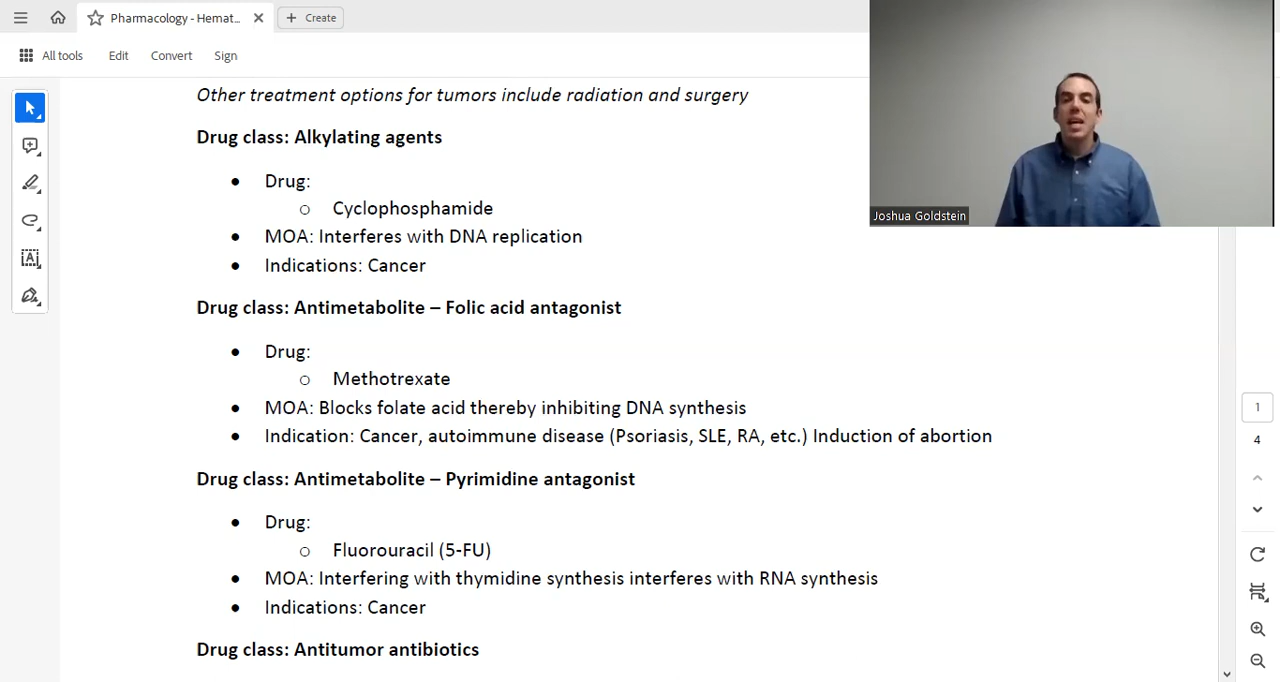 Pharmacology - Hemat...
Create
All tools
Edit
Convert
Sign
Other treatment options for tumors include radiation and surgery
Drug class: Alkylating agents
• Drug:
o Cyclophosphamide
• MOA: Interferes with DNA replication
• Indications: Cancer
Drug class: Antimetabolite – Folic acid antagonist
• Drug:
o Methotrexate
• MOA: Blocks folate acid thereby inhibiting DNA synthesis
• Indication: Cancer, autoimmune disease (Psoriasis, SLE, RA, etc.) Induction of abortion
Drug class: Antimetabolite – Pyrimidine antagonist
• Drug:
o Fluorouracil (5-FU)
• MOA: Interfering with thymidine synthesis interferes with RNA synthesis
• Indications: Cancer
Drug class: Antitumor antibiotics
Joshua Goldstein
1
4